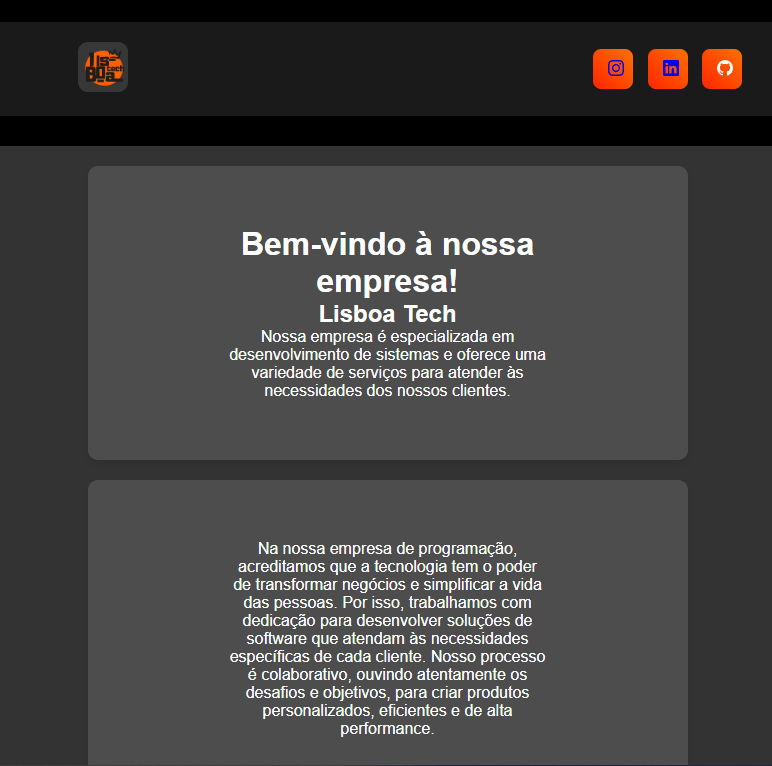 Lis-
Boa
Tech
in
Bem-vindo à nossa
empresa!
Lisboa Tech
Nossa empresa é especializada em
desenvolvimento de sistemas e oferece uma
variedade de serviços para atender às
necessidades dos nossos clientes.
Na nossa empresa de programação,
acreditamos que a tecnologia tem o poder
de transformar negócios e simplificar a vida
das pessoas. Por isso, trabalhamos com
dedicação para desenvolver soluções de
software que atendam às necessidades
específicas de cada cliente. Nosso processo
é colaborativo, ouvindo atentamente os
desafios e objetivos, para criar produtos
personalizados, eficientes e de alta
performance.